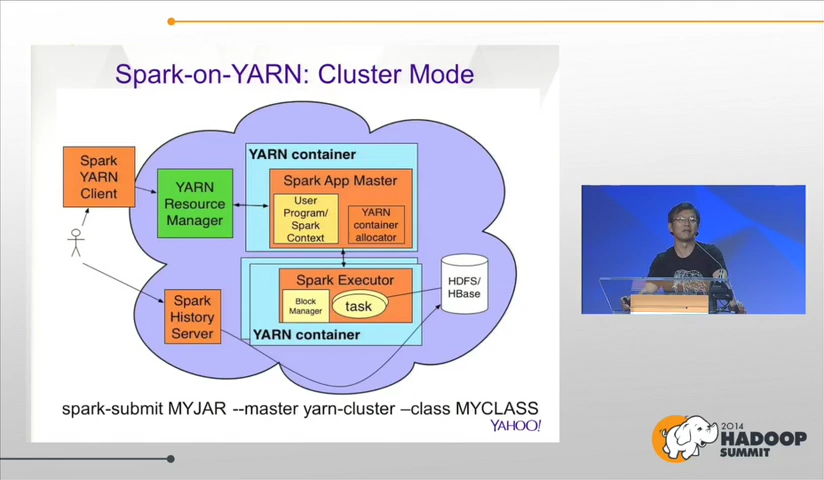 Spark-on-YARN: Cluster Mode
Spark
YARN
Client
YARN
Resource
Manager
YARN container
Spark App Master
User
Program/
Spark
Context
YARN
container
allocator
Spark Executor
Block
Manager
task
YARN container
HDFS/
HBase
Spark
History
Server
spark-submit MYJAR --master yarn-cluster –class MYCLASS
YAHOO!
2014
HADOOP
SUMMIT